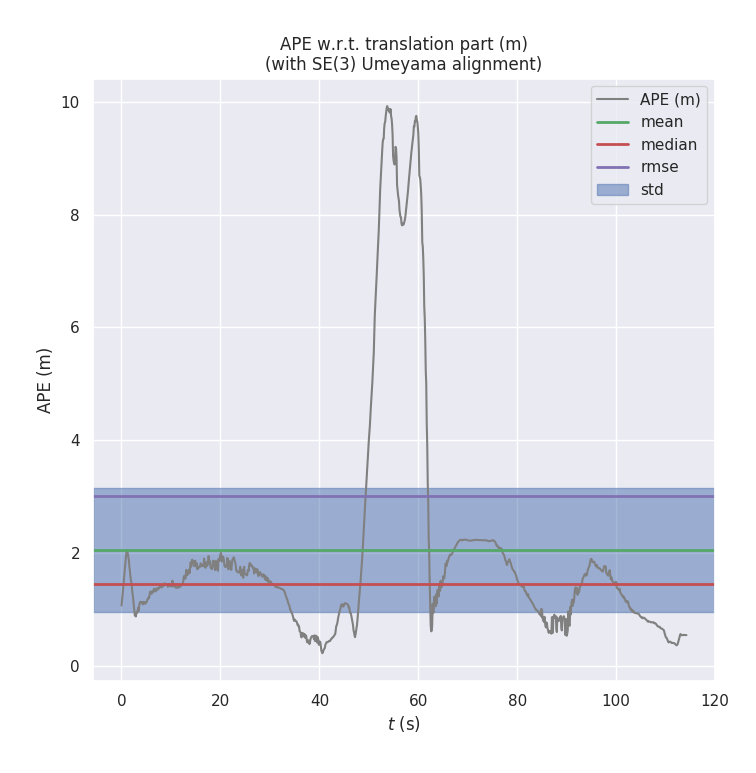 APE w.r.t. translation part (m)
(with SE(3) Umeyama alignment)
APE (m)
mean
median
rmse
std
APE (m)
10
8
6
4
2
0
0 20 40 60 80 100 120
t (s)